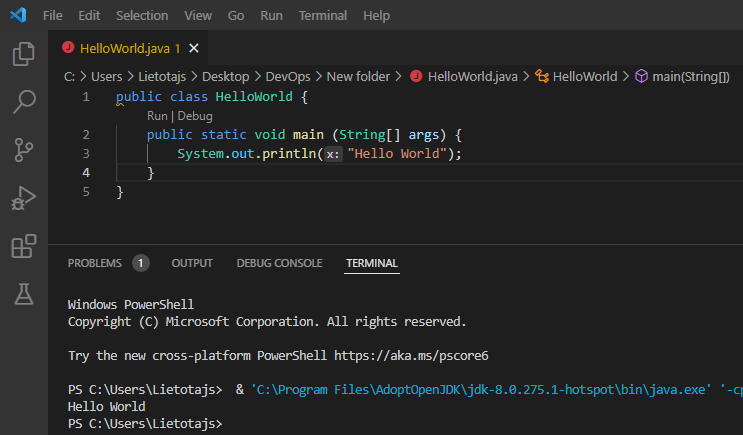 File Edit Selection View Go Run Terminal Help
HelloWorld.java 1
C: > Users > Lietotajs > Desktop > DevOps > New folder > HelloWorld.java > HelloWorld > main(String[])
1 public class HelloWorld {
Run | Debug
2 public static void main (String[] args) {
3 System.out.println(x: "Hello World");
4 }
5 }
PROBLEMS 1 OUTPUT DEBUG CONSOLE TERMINAL
Windows PowerShell
Copyright (C) Microsoft Corporation. All rights reserved.
Try the new cross-platform PowerShell https://aka.ms/pscore6
PS C:\Users\Lietotajs>  & 'C:\Program Files\AdoptOpenJDK\jdk-8.0.275.1-hotspot\bin\java.exe' '-cp
Hello World
PS C:\Users\Lietotajs>